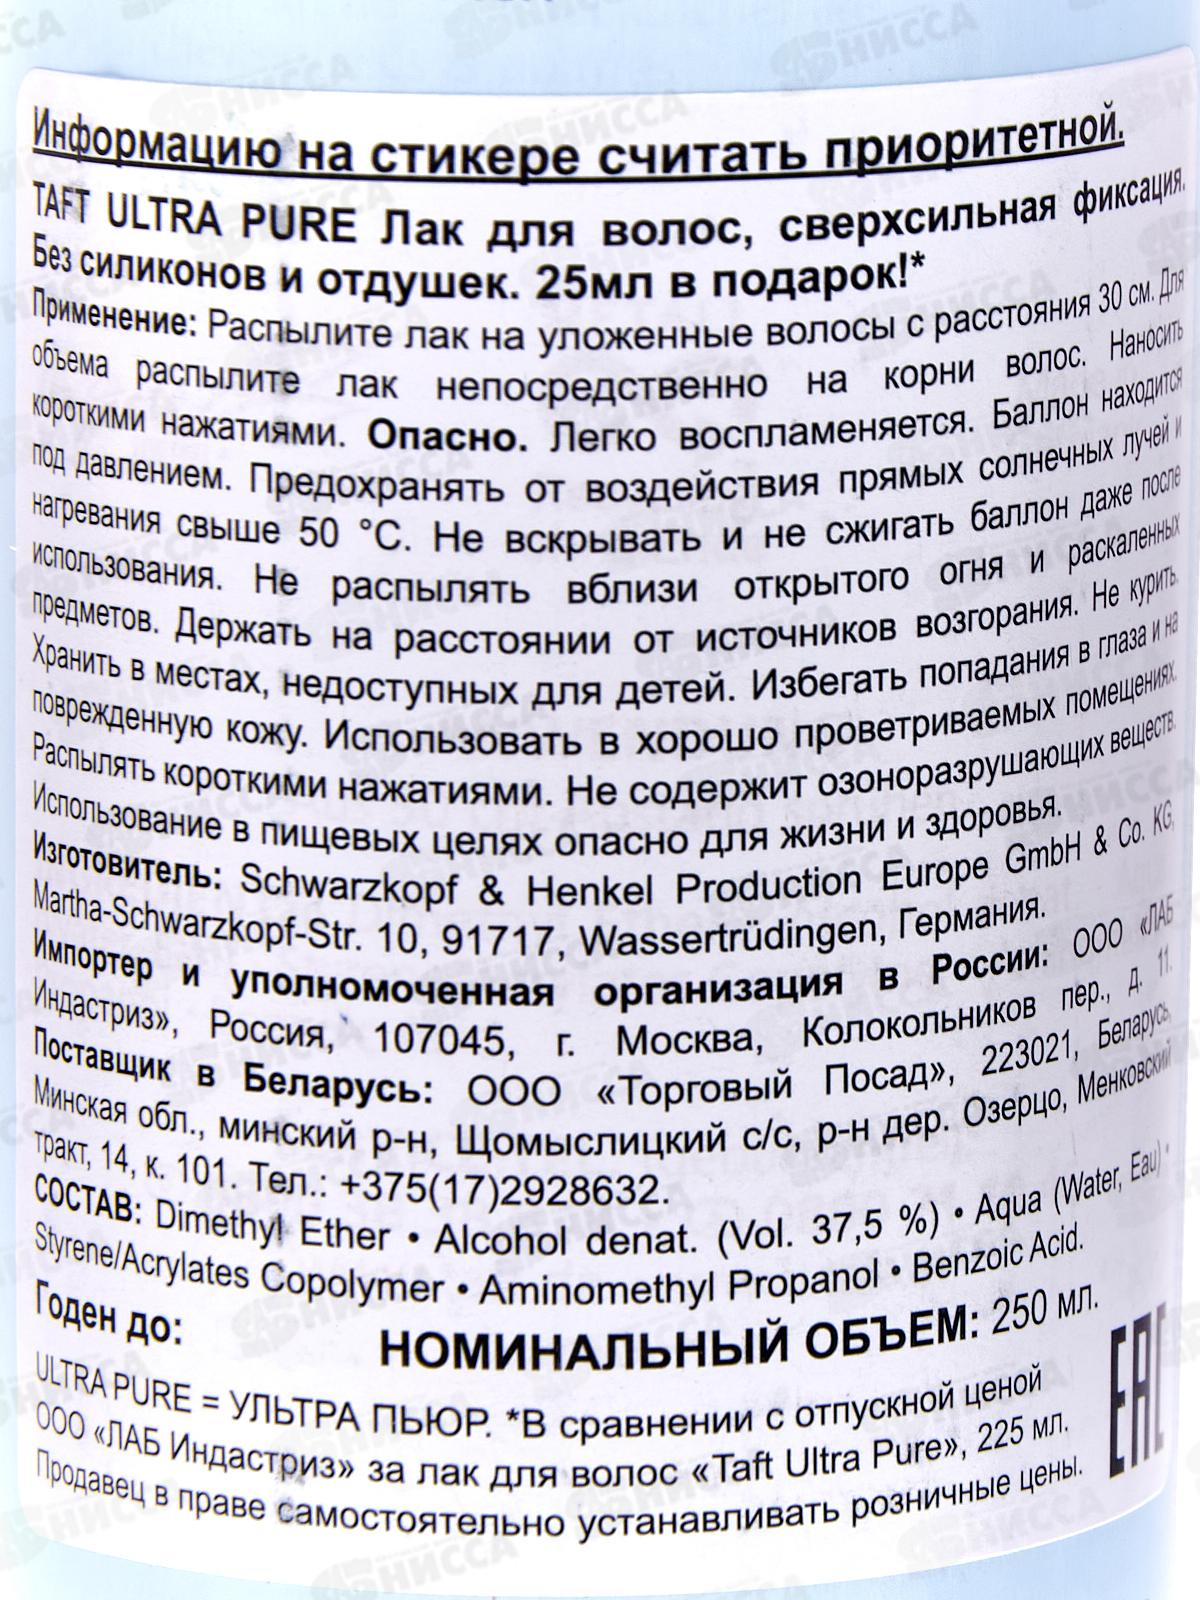 Информацию на стикере считать приоритетной.
TAFT ULTRA PURE Лак для волос, сверхсильная фиксация.
Без силиконов и отдушек. 25мл в подарок!*
Применение: Распылите лак на уложенные волосы с расстояния 30 см. Для
объема распылите лак непосредственно на корни волос. Наносить
короткими нажатиями. Опасно. Легко воспламеняется. Баллон находится
под давлением. Предохранять от воздействия прямых солнечных лучей и
нагревания свыше 50 °C. Не вскрывать и не сжигать баллон даже после
использования. Не распылять вблизи открытого огня и раскаленных
предметов. Держать на расстоянии от источников возгорания. Не курить.
Хранить в местах, недоступных для детей. Избегать попадания в глаза и на
поврежденную кожу. Использовать в хорошо проветриваемых помещениях.
Распылять короткими нажатиями. Не содержит озоноразрушающих веществ.
Использование в пищевых целях опасно для жизни и здоровья.
Изготовитель: Schwarzkopf & Henkel Production Europe GmbH & Co. KG,
Martha-Schwarzkopf-Str. 10, 91717, Wassertrüdingen, Германия.
Импортер и уполномоченная организация в России: ООО «ЛАБ
Индастриз», Россия, 107045, г. Москва, Колокольников пер., д. 11.
Поставщик в Беларусь: ООО «Торговый Посад», 223021, Беларусь,
Минская обл., минский р-н, Щомыслицкий с/с, р-н дер. Озерцо, Менковский
тракт, 14, к. 101. Тел.: +375(17)2928632.
СОСТАВ: Dimethyl Ether • Alcohol denat. (Vol. 37,5 %) • Aqua (Water, Eau) •
Styrene/Acrylates Copolymer • Aminomethyl Propanol • Benzoic Acid.
Годен до:
НОМИНАЛЬНЫЙ ОБЪЕМ: 250 мл.
ULTRA PURE = УЛЬТРА ПЬЮР. *В сравнении с отпускной ценой
ООО «ЛАБ Индастриз» за лак для волос «Taft Ultra Pure», 225 мл.
Продавец в праве самостоятельно устанавливать розничные цены.
EAC